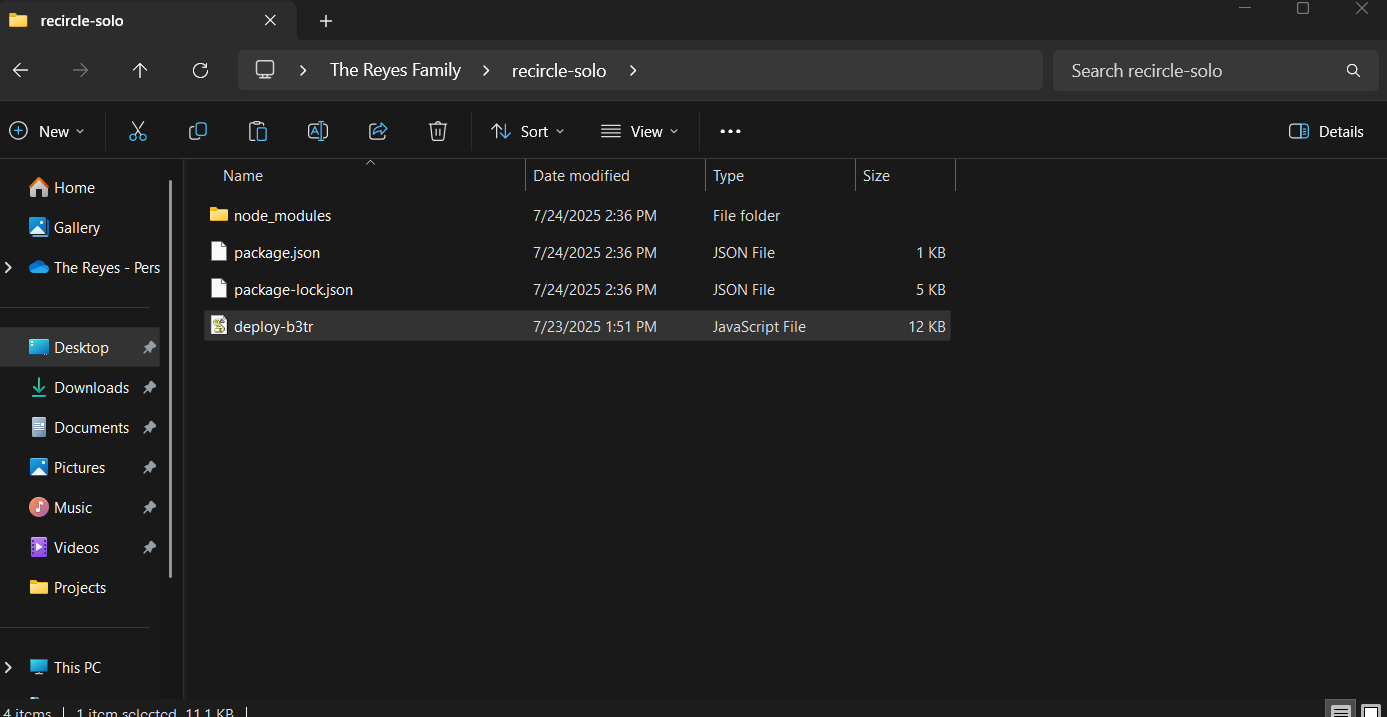 recircle-solo
The Reyes Family recircle-solo
Search recircle-solo
New
Sort
View
Details
Name Date modified Type Size
Home
Gallery
The Reyes - Pers
Desktop
Downloads
Documents
Pictures
Music
Videos
Projects
This PC
node_modules 7/24/2025 2:36 PM File folder
package.json 7/24/2025 2:36 PM JSON File 1 KB
package-lock.json 7/24/2025 2:36 PM JSON File 5 KB
deploy-b3tr 7/23/2025 1:51 PM JavaScript File 12 KB
4 items 1 item selected 11.1 KB